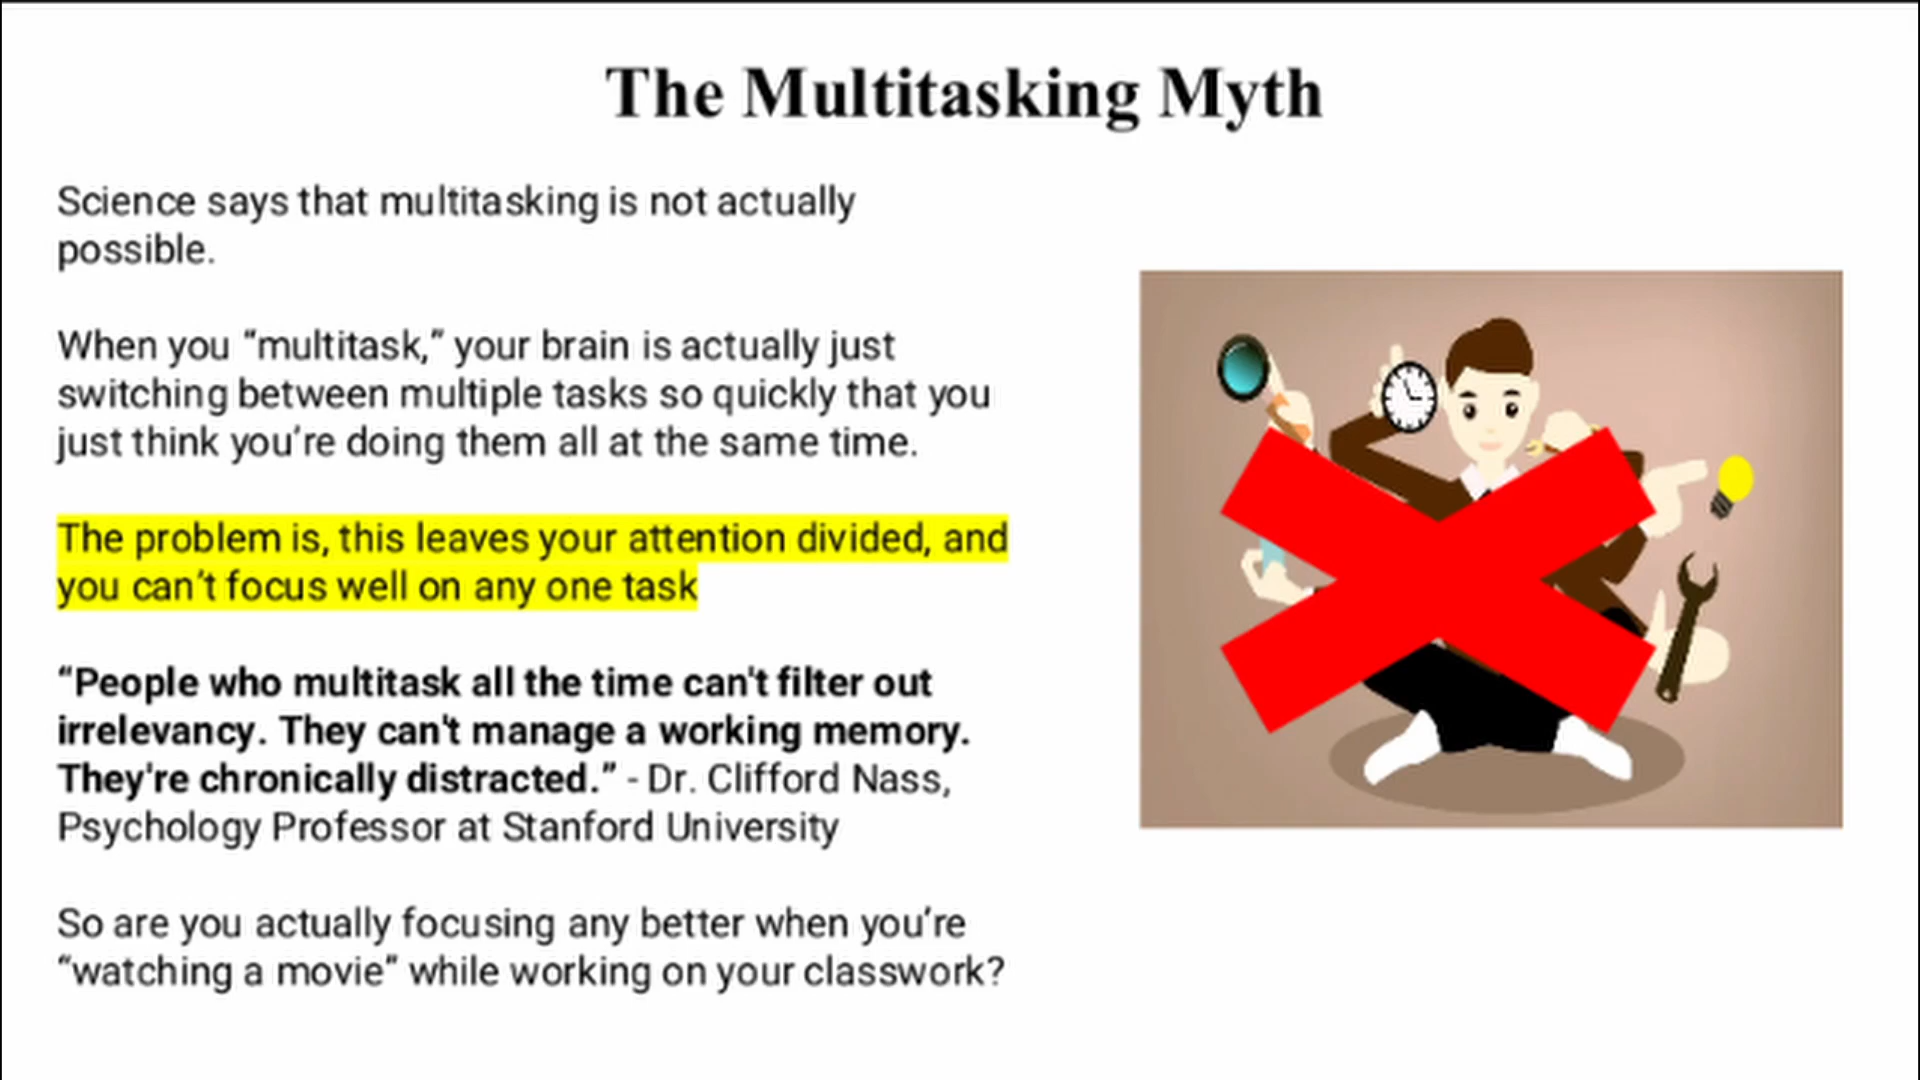 The Multitasking Myth
Science says that multitasking is not actually
possible.
When you “multitask,” your brain is actually just
switching between multiple tasks so quickly that you
just think you’re doing them all at the same time.
The problem is, this leaves your attention divided, and
you can’t focus well on any one task
“People who multitask all the time can't filter out
irrelevancy. They can't manage a working memory.
They're chronically distracted.” - Dr. Clifford Nass,
Psychology Professor at Stanford University
So are you actually focusing any better when you’re
“watching a movie” while working on your classwork?